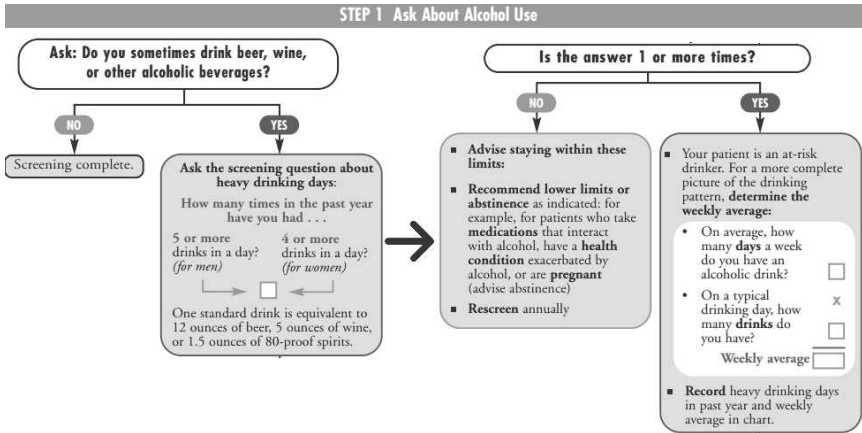 STEP 1 Ask About Alcohol Use
Ask: Do you sometimes drink beer, wine,
or other alcoholic beverages?
NO
YES
Screening complete.
Ask the screening question about
heavy drinking days:
How many times in the past year
have you had . . .
5 or more
drinks in a day?
(for men)
4 or more
drinks in a day?
(for women)
One standard drink is equivalent to
12 ounces of beer, 5 ounces of wine,
or 1.5 ounces of 80-proof spirits.
Is the answer 1 or more times?
NO
YES
▪ Advise staying within these
limits:
▪ Recommend lower limits or
abstinence as indicated: for
example, for patients who take
medications that interact
with alcohol, have a health
condition exacerbated by
alcohol, or are pregnant
(advise abstinence)
▪ Rescreen annually
▪ Your patient is an at-risk
drinker. For a more complete
picture of the drinking
pattern, determine the
weekly average:
• On average, how
many days a week
do you have an
alcoholic drink?
• On a typical
drinking day, how
many drinks do
you have?
x
Weekly average
▪ Record heavy drinking days
in past year and weekly
average in chart.